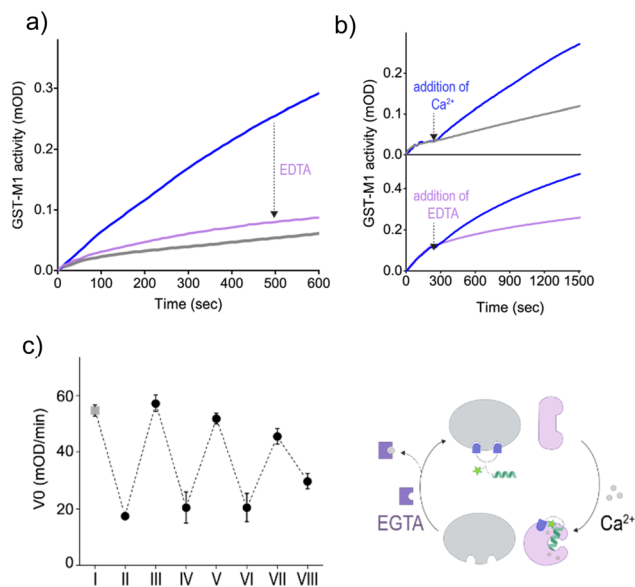 a)
GST-M1 activity (mOD)
0.3
0.2
0.1
0.0
EDTA
0 100 200 300 400 500 600
Time (sec)
b)
GST-M1 activity (mOD)
0.2
0.1
0.0
addition of
Ca²⁺
0.4
0.2
0.0
addition of
EDTA
0 300 600 900 1200 1500
Time (sec)
c)
V0 (mOD/min)
60
40
20
0
I II III IV V VI VII VIII
EGTA
Ca²⁺